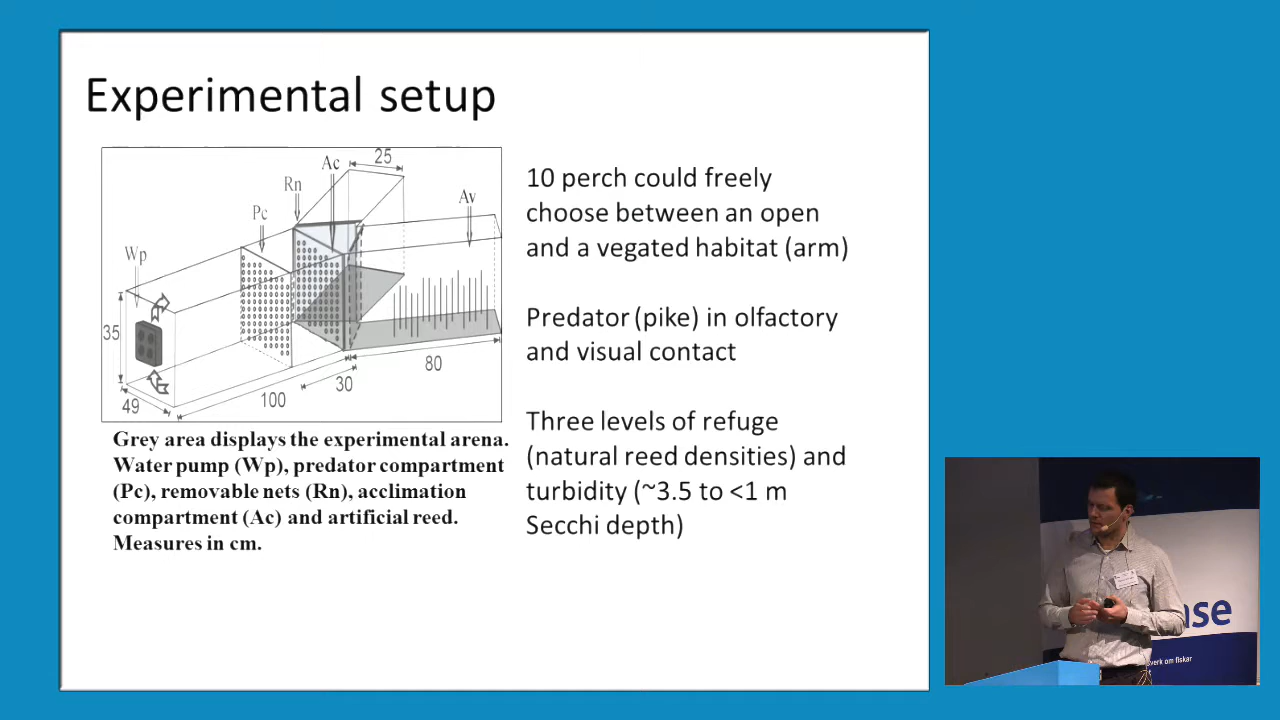 Experimental setup
25
Ac
Rn
Av
Pc
Wp
35
80
30
49
100
Grey area displays the experimental arena.
Water pump (Wp), predator compartment
(Pc), removable nets (Rn), acclimation
compartment (Ac) and artificial reed.
Measures in cm.
10 perch could freely
choose between an open
and a vegated habitat (arm)
Predator (pike) in olfactory
and visual contact
Three levels of refuge
(natural reed densities) and
turbidity (~3.5 to <1 m
Secchi depth)
verk om fiskar